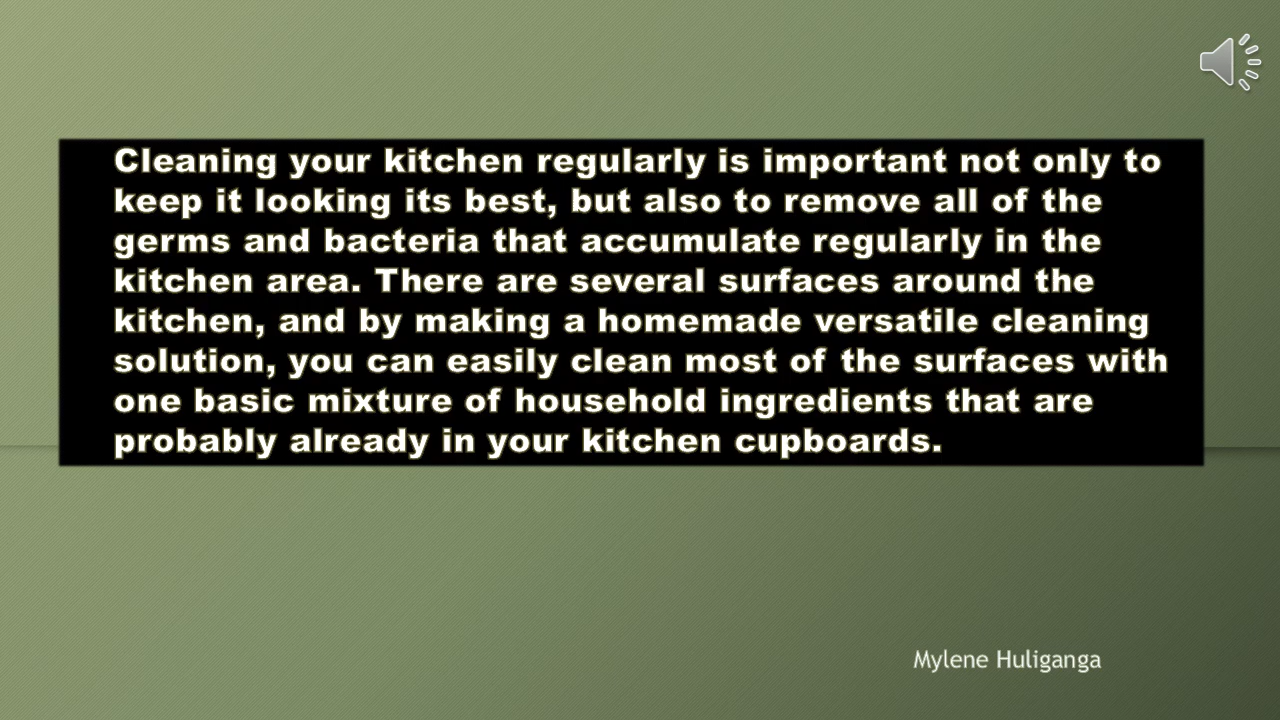 Cleaning your kitchen regularly is important not only to
keep it looking its best, but also to remove all of the
germs and bacteria that accumulate regularly in the
kitchen area. There are several surfaces around the
kitchen, and by making a homemade versatile cleaning
solution, you can easily clean most of the surfaces with
one basic mixture of household ingredients that are
probably already in your kitchen cupboards.
Mylene Huliganga